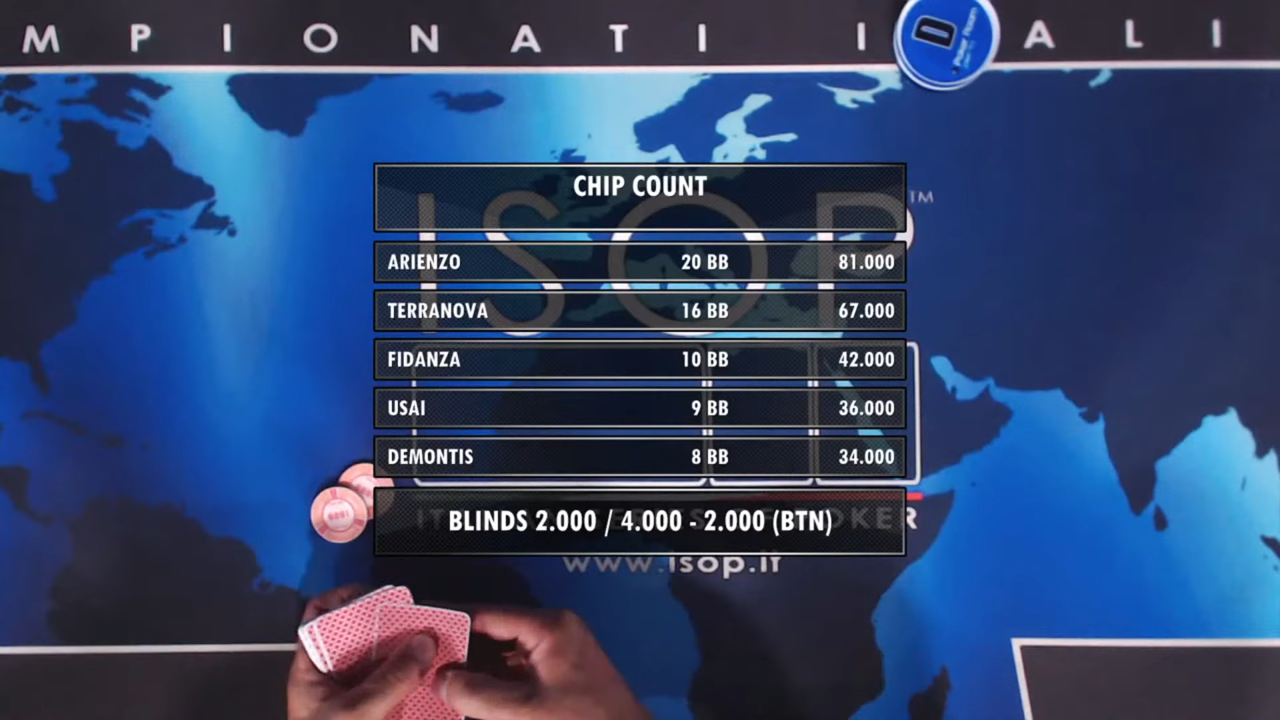 MPIONATI ITALI
D
ISOP™
CHIP COUNT
ARIENZO 20 BB 81.000
TERRANOVA 16 BB 67.000
FIDANZA 10 BB 42.000
USAI 9 BB 36.000
DEMONTIS 8 BB 34.000
BLINDS 2.000 / 4.000 - 2.000 (BTN)
www.isop.it